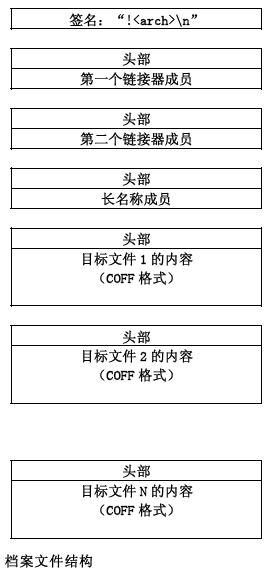 签名：“!<arch>\n”
头部
第一个链接器成员
头部
第二个链接器成员
头部
长名称成员
头部
目标文件 1 的内容
（COFF 格式）
头部
目标文件 2 的内容
（COFF 格式）
头部
目标文件 N 的内容
（COFF 格式）
档案文件结构